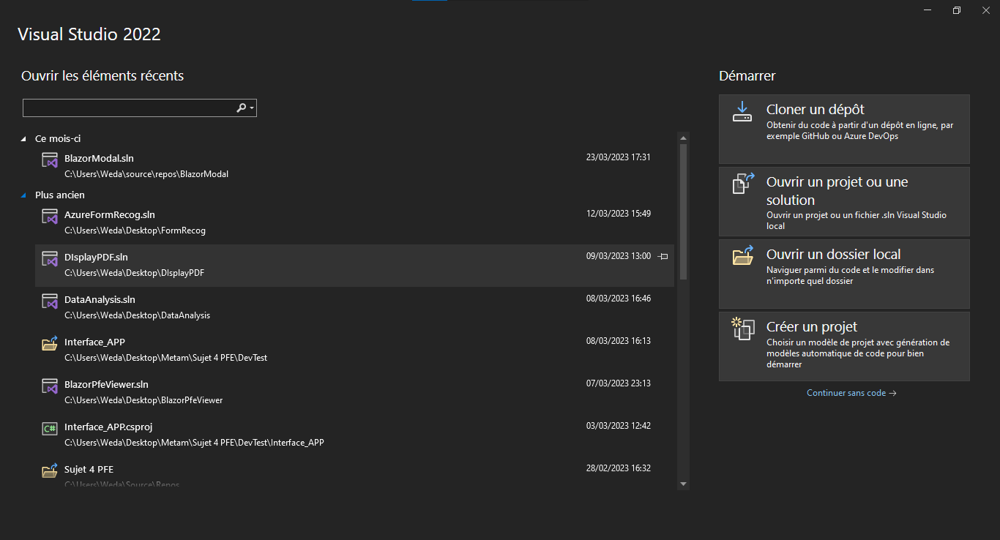 Visual Studio 2022
Ouvrir les éléments récents
Ce mois-ci
BlazorModal.sln
23/03/2023 17:31
C:\Users\Weda\source\repos\BlazorModal
Plus ancien
AzureFormRecog.sln
12/03/2023 15:49
C:\Users\Weda\Desktop\FormRecog
DIsplayPDF.sln
09/03/2023 13:00
C:\Users\Weda\Desktop\DIsplayPDF
DataAnalysis.sln
08/03/2023 16:46
C:\Users\Weda\Desktop\DataAnalysis
Interface_APP
08/03/2023 16:13
C:\Users\Weda\Desktop\Metam\Sujet 4 PFE\DevTest
BlazorPfeViewer.sln
07/03/2023 23:13
C:\Users\Weda\Desktop\BlazorPfeViewer
C#
Interface_APP.csproj
03/03/2023 12:42
C:\Users\Weda\Desktop\Metam\Sujet 4 PFE\DevTest\Interface_APP
Sujet 4 PFE
28/02/2023 16:32
C:\Users\Weda\Source\Repos
Démarrer
Cloner un dépôt
Obtenir du code à partir d'un dépôt en ligne, par
exemple GitHub ou Azure DevOps
Ouvrir un projet ou une
solution
Ouvrir un projet ou un fichier .sln Visual Studio
local
Ouvrir un dossier local
Naviguer parmi du code et le modifier dans
n'importe quel dossier
Créer un projet
Choisir un modèle de projet avec génération de
modèles automatique de code pour bien
démarrer
Continuer sans code →